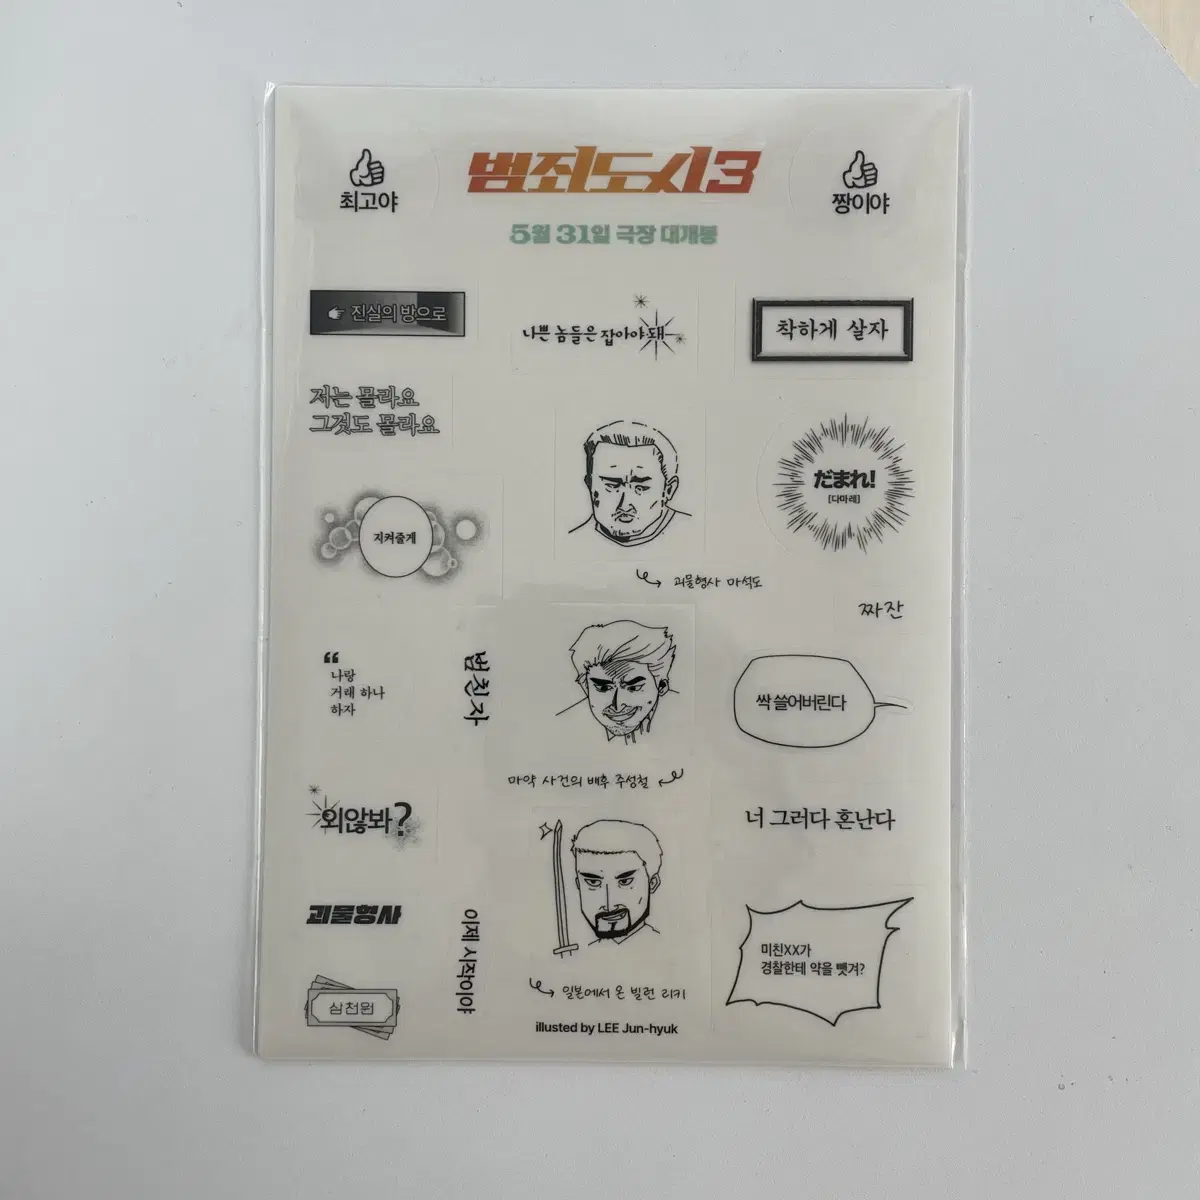 최고야
범죄도시3
짱이야
5월 31일 극장 대개봉
진실의 방으로
나쁜 놈들은 잡아야 돼
착하게 살자
저는 몰라요
그것도 몰라요
だまれ!
[다마레]
지켜줄게
괴물형사 마석도
짜잔
“
나랑
거래 하나
하자
범친자
싹 쓸어버린다
마약 사건의 배후 주성철
외않봐?
너 그러다 혼난다
괴물형사
이제 시작이야
미친XX가
경찰한테 약을 뺏겨?
삼천원
일본에서 온 빌런 리키
illusted by LEE Jun-hyuk